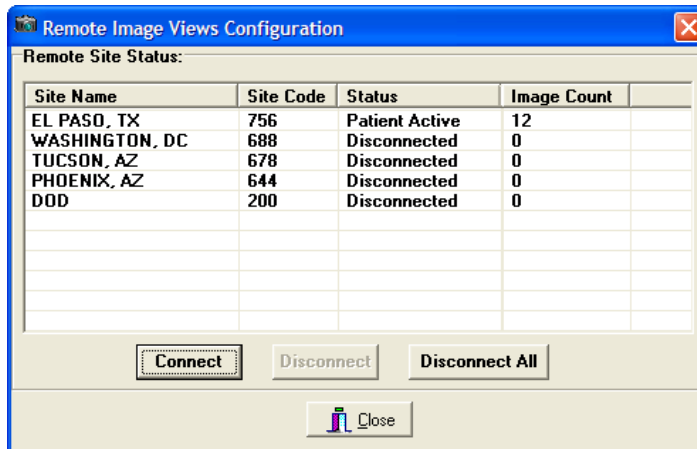 Remote Image Views Configuration
Remote Site Status:
Site Name Site Code Status Image Count
EL PASO, TX 756 Patient Active 12
WASHINGTON, DC 688 Disconnected 0
TUCSON, AZ 678 Disconnected 0
PHOENIX, AZ 644 Disconnected 0
DOD 200 Disconnected 0
Connect Disconnect Disconnect All
Close